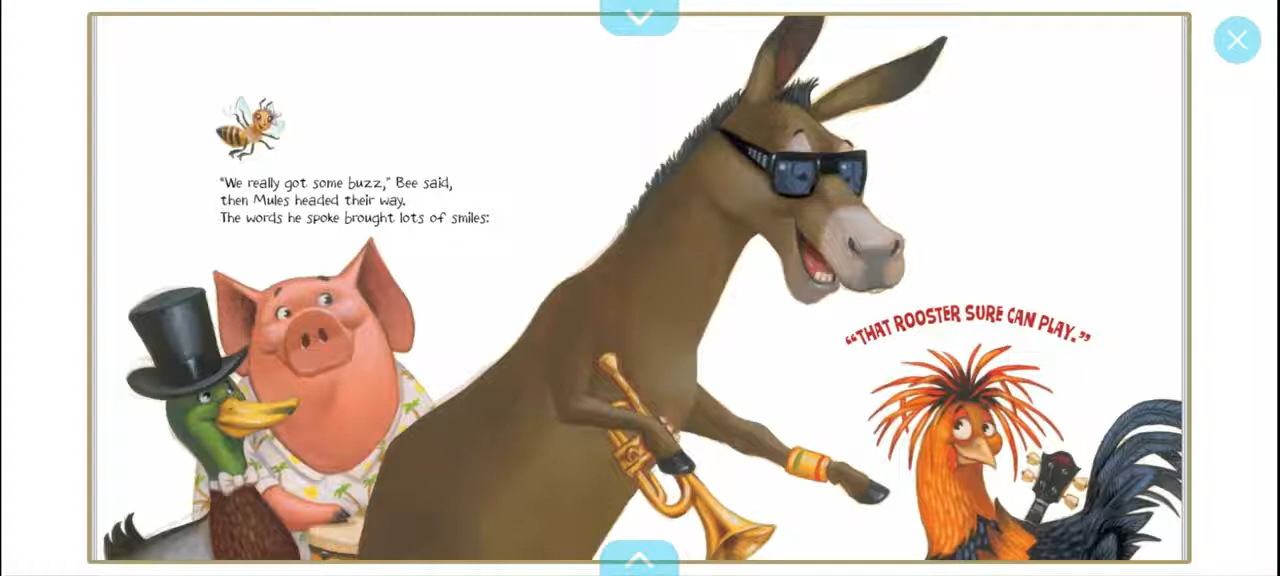 "We really got some buzz," Bee said,
then Mules headed their way.
The words he spoke brought lots of smiles:
"THAT ROOSTER SURE CAN PLAY."